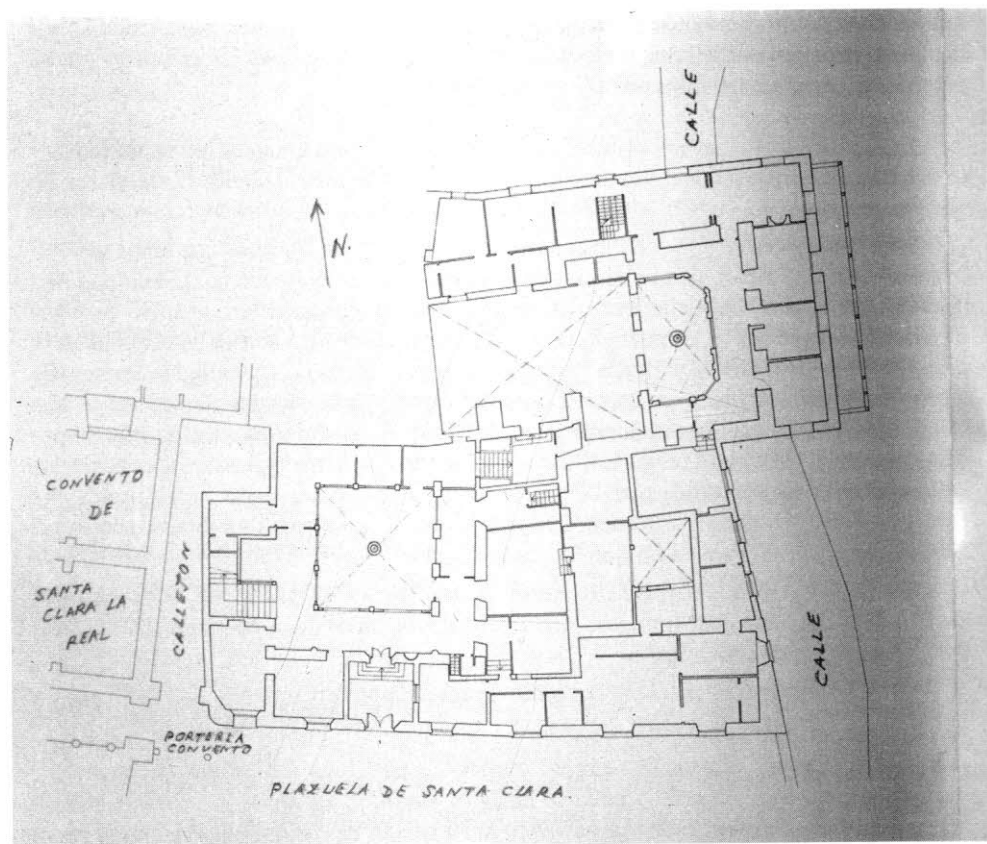 CALLE
N.
CONVENTO
DE
SANTA
CLARA LA
REAL
CALLEJON
CALLE
PORTERIA
CONVENTO
PLAZUELA DE SANTA CLARA.